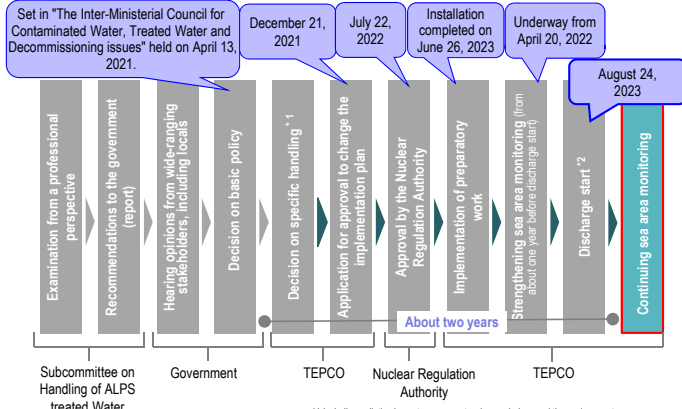 Set in "The Inter-Ministerial Council for
Contaminated Water, Treated Water and
Decommissioning issues" held on April 13,
2021.
December 21,
2021
July 22,
2022
Installation
completed on
June 26, 2023
Underway from
April 20, 2022
August 24,
2023
Examination from a professional
perspective
Recommendations to the government
(report)
Hearing opinions from wide-ranging
stakeholders, including locals
Decision on basic policy
Decision on specific handling *1
Application for approval to change the
implementation plan
Approval by the Nuclear
Regulation Authority
Implementation of preparatory
work
Strengthening sea area monitoring (from
about one year before discharge start)
Discharge start *2
Continuing sea area monitoring
About two years
Subcommittee on
Handling of ALPS
treated Water
Government
TEPCO
Nuclear Regulation
Authority
TEPCO